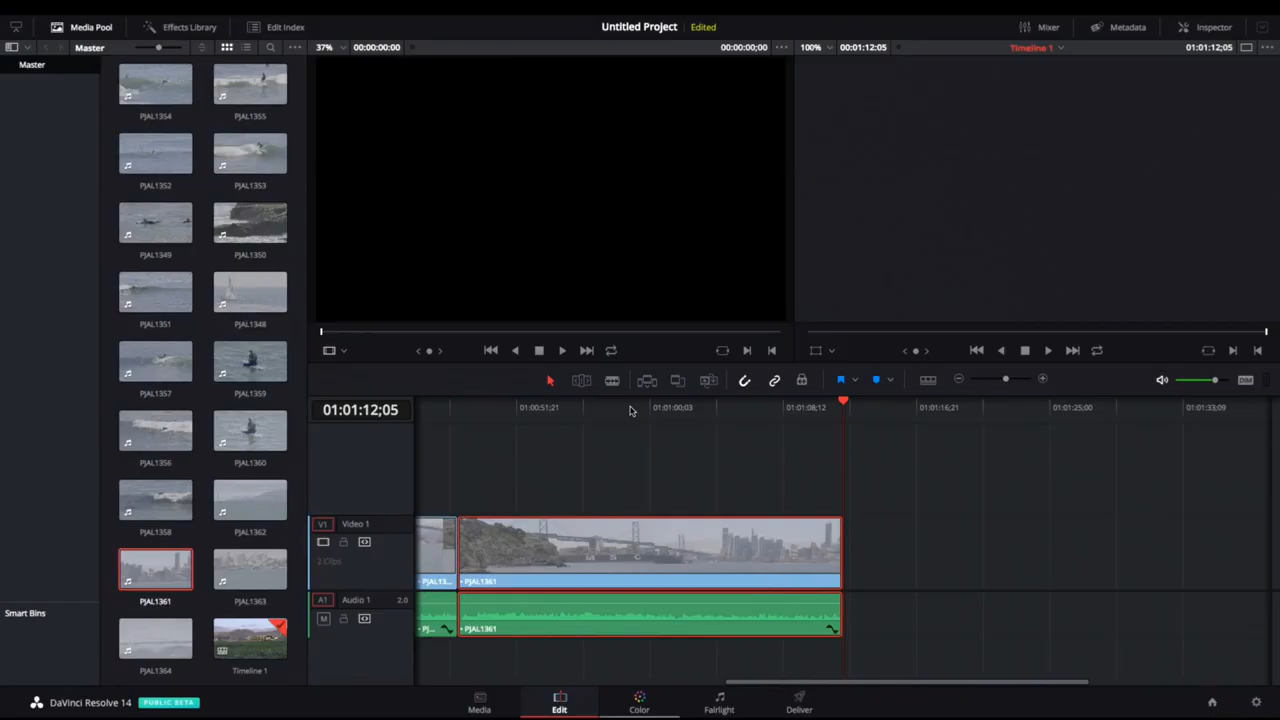 Media Pool
Effects Library
Edit Index
Untitled Project
Edited
Mixer
Metadata
Inspector
Master
37%
00:00:00:00
00:00:00;00
100%
00:01:12:05
Timeline 1
01:01:12;05
Master
PJAL1354
PJAL1355
PJAL1352
PJAL1353
PJAL1349
PJAL1350
PJAL1351
PJAL1348
PJAL1357
PJAL1359
PJAL1356
PJAL1360
PJAL1358
PJAL1362
PJAL1361
PJAL1363
PJAL1364
Timeline 1
Smart Bins
DIM
01:01:12;05
01:00:51;21
01:01:00;03
01:01:08;12
01:01:16;21
01:01:25;00
01:01:33;09
V1
Video 1
2 Clips
M S C
PJAL13...
PJAL1361
A1
Audio 1
2.0
M
PJ...
PJAL1361
DaVinci Resolve 14
PUBLIC BETA
Media
Edit
Color
Fairlight
Deliver